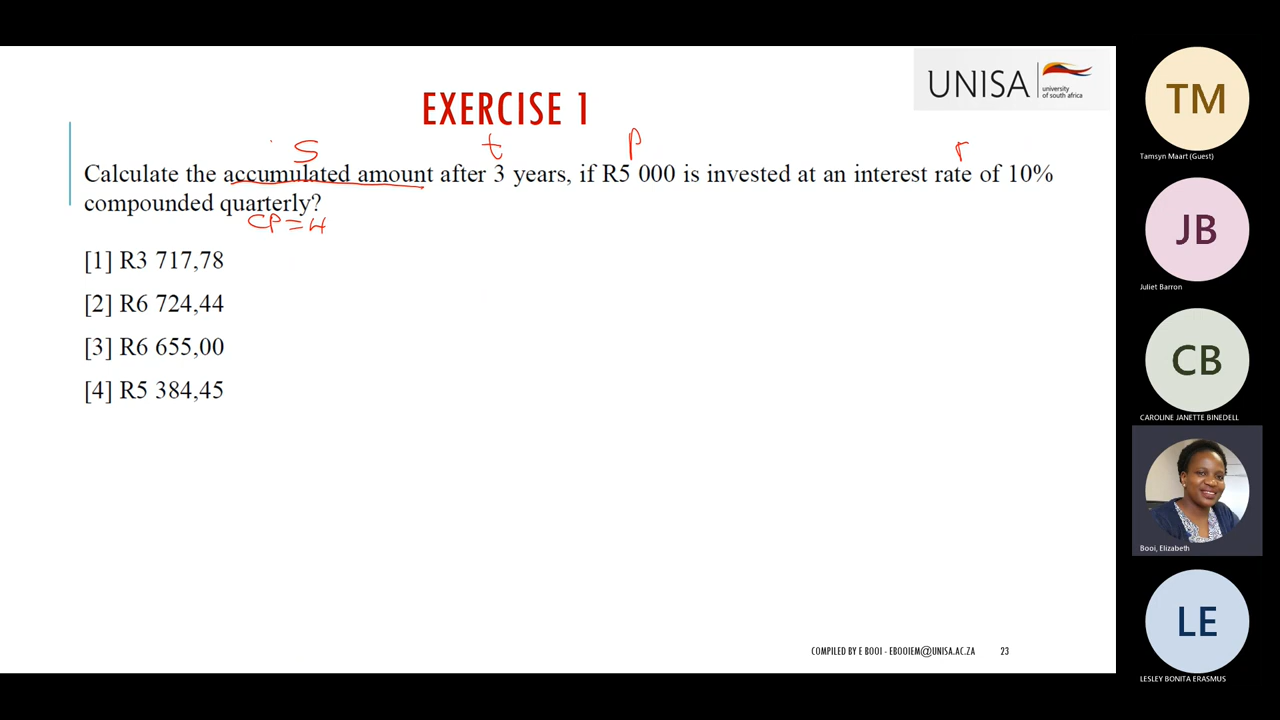 UNISA
university
of south africa
EXERCISE 1
S t P r
Calculate the accumulated amount after 3 years, if R5 000 is invested at an interest rate of 10%
compounded quarterly?
CP=4
[1] R3 717,78
[2] R6 724,44
[3] R6 655,00
[4] R5 384,45
COMPILED BY E BOOI - EBOOIEM@UNISA.AC.ZA 23
TM
Tamsyn Maart (Guest)
JB
Juliet Barron
CB
CAROLINE JANETTE BINEDELL
Booi, Elizabeth
LE
LESLEY BONITA ERASMUS